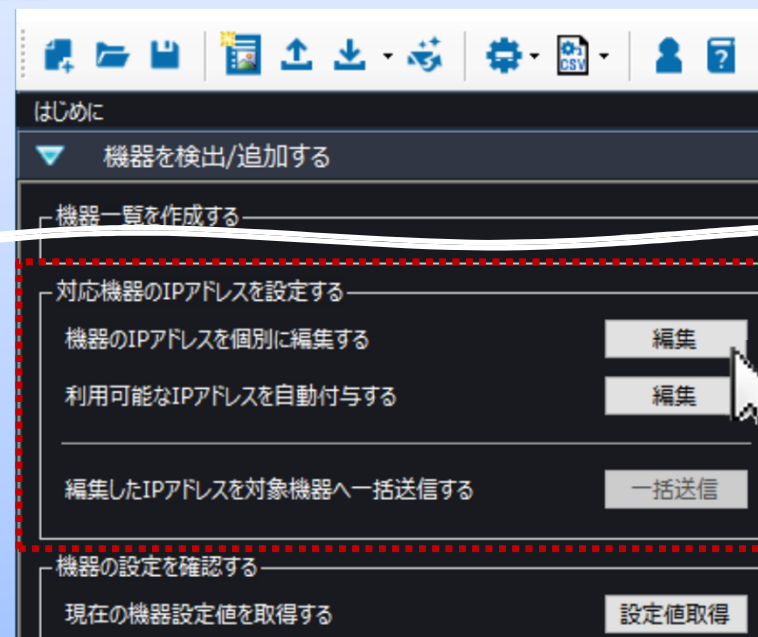 CSV
?
はじめに
機器を検出/追加する
機器一覧を作成する
対応機器のIPアドレスを設定する
機器のIPアドレスを個別に編集する 編集
利用可能なIPアドレスを自動付与する 編集
編集したIPアドレスを対象機器へ一括送信する 一括送信
機器の設定を確認する
現在の機器設定値を取得する 設定値取得